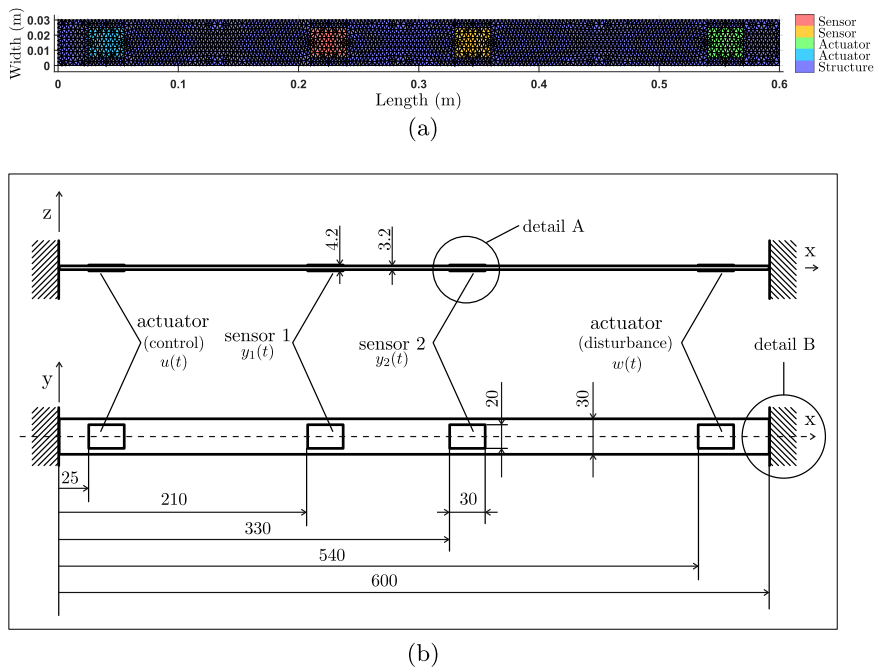 Width (m)
0.03
0.02
0.01
0
0 0.1 0.2 0.3 0.4 0.5 0.6
Length (m)
Sensor
Sensor
Actuator
Actuator
Structure
(a)
z
4.2
3.2
detail A
x
actuator
(control)
u(t)
sensor 1
y1(t)
sensor 2
y2(t)
actuator
(disturbance)
w(t)
detail B
y
20
30
x
25
210
30
330
540
600
(b)